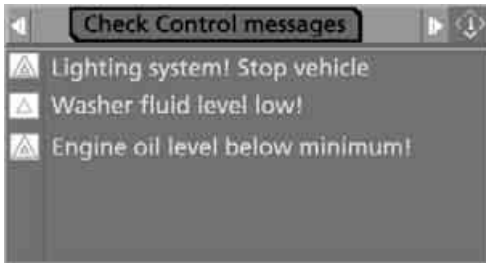 Check Control messages
Lighting system! Stop vehicle
Washer fluid level low!
Engine oil level below minimum!